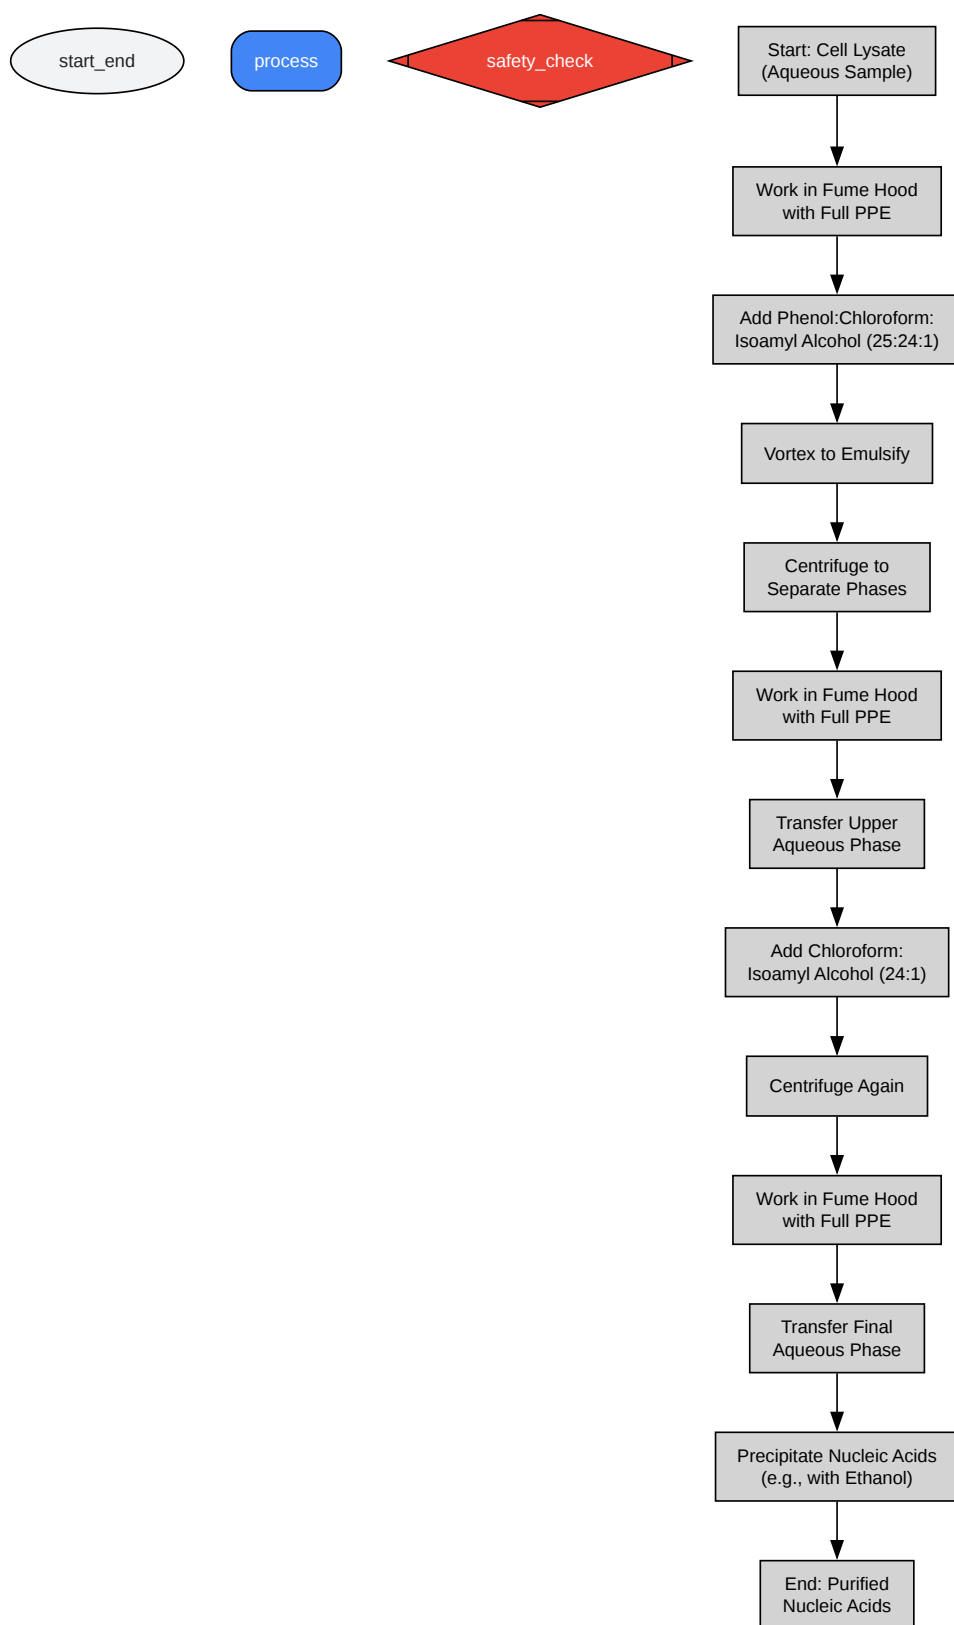 start_end
process
safety_check
Start: Cell Lysate
(Aqueous Sample)
Work in Fume Hood
with Full PPE
Add Phenol:Chloroform:
Isoamyl Alcohol (25:24:1)
Vortex to Emulsify
Centrifuge to
Separate Phases
Work in Fume Hood
with Full PPE
Transfer Upper
Aqueous Phase
Add Chloroform:
Isoamyl Alcohol (24:1)
Centrifuge Again
Work in Fume Hood
with Full PPE
Transfer Final
Aqueous Phase
Precipitate Nucleic Acids
(e.g., with Ethanol)
End: Purified
Nucleic Acids